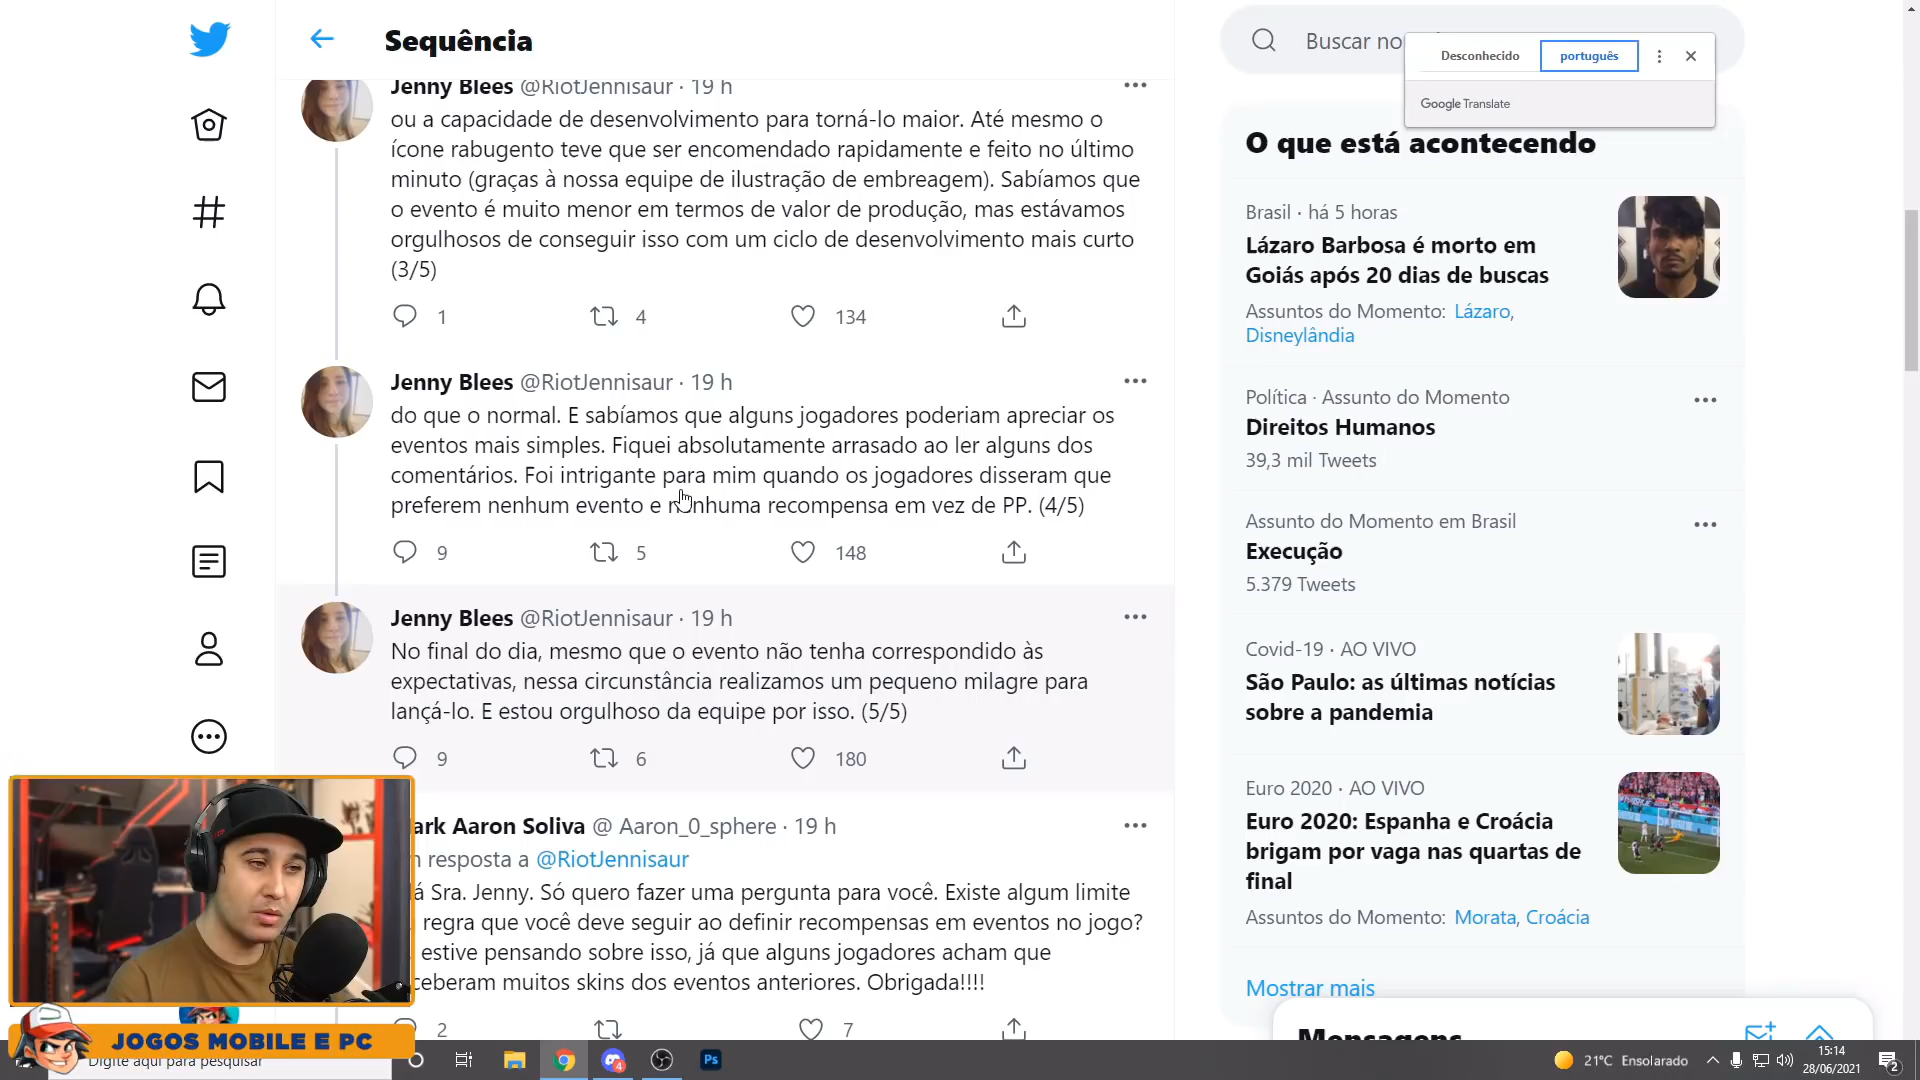 Sequência
Buscar no
Desconhecido
português
Google Translate
Jenny Blees @RiotJennisaur · 19 h
ou a capacidade de desenvolvimento para torná-lo maior. Até mesmo o
ícone rabugento teve que ser encomendado rapidamente e feito no último
minuto (graças à nossa equipe de ilustração de embreagem). Sabíamos que
o evento é muito menor em termos de valor de produção, mas estávamos
orgulhosos de conseguir isso com um ciclo de desenvolvimento mais curto
(3/5)
1 4 134
Jenny Blees @RiotJennisaur · 19 h
do que o normal. E sabíamos que alguns jogadores poderiam apreciar os
eventos mais simples. Fiquei absolutamente arrasado ao ler alguns dos
comentários. Foi intrigante para mim quando os jogadores disseram que
preferem nenhum evento e nenhuma recompensa em vez de PP. (4/5)
9 5 148
Jenny Blees @RiotJennisaur · 19 h
No final do dia, mesmo que o evento não tenha correspondido às
expectativas, nessa circunstância realizamos um pequeno milagre para
lançá-lo. E estou orgulhoso da equipe por isso. (5/5)
9 6 180
ark Aaron Soliva @ Aaron_0_sphere · 19 h
resposta a @RiotJennisaur
Sra. Jenny. Só quero fazer uma pergunta para você. Existe algum limite
regra que você deve seguir ao definir recompensas em eventos no jogo?
estive pensando sobre isso, já que alguns jogadores acham que
ceberam muitos skins dos eventos anteriores. Obrigada!!!!
2 7
O que está acontecendo
Brasil · há 5 horas
Lázaro Barbosa é morto em
Goiás após 20 dias de buscas
Assuntos do Momento: Lázaro,
Disneylândia
Política · Assunto do Momento
Direitos Humanos
39,3 mil Tweets
Assunto do Momento em Brasil
Execução
5.379 Tweets
Covid-19 · AO VIVO
São Paulo: as últimas notícias
sobre a pandemia
Euro 2020 · AO VIVO
Euro 2020: Espanha e Croácia
brigam por vaga nas quartas de
final
Assuntos do Momento: Morata, Croácia
Mostrar mais
Mensagens
JOGOS MOBILE E PC
Digite aqui para pesquisar
4
Ps
21°C Ensolarado
15:14
28/06/2021
2